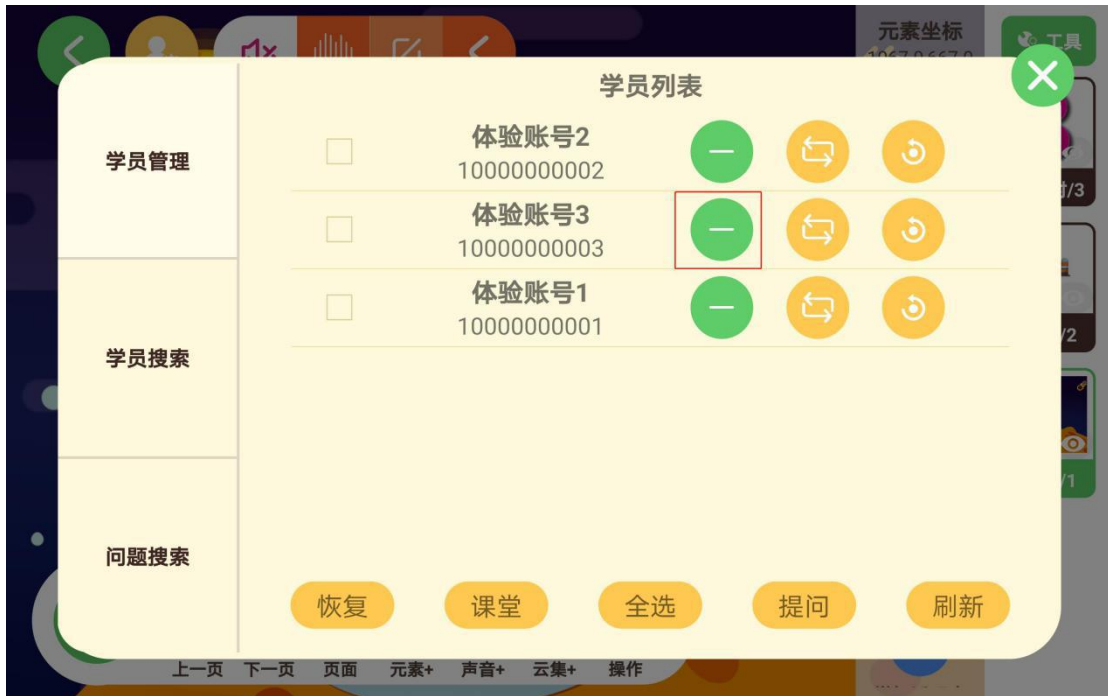 元素坐标
工具
学员列表
学员管理
体验账号2
10000000002
/3
体验账号3
10000000003
体验账号1
10000000001
/2
学员搜索
/1
问题搜索
恢复
课堂
全选
提问
刷新
上一页
下一页
页面
元素+
声音+
云集+
操作